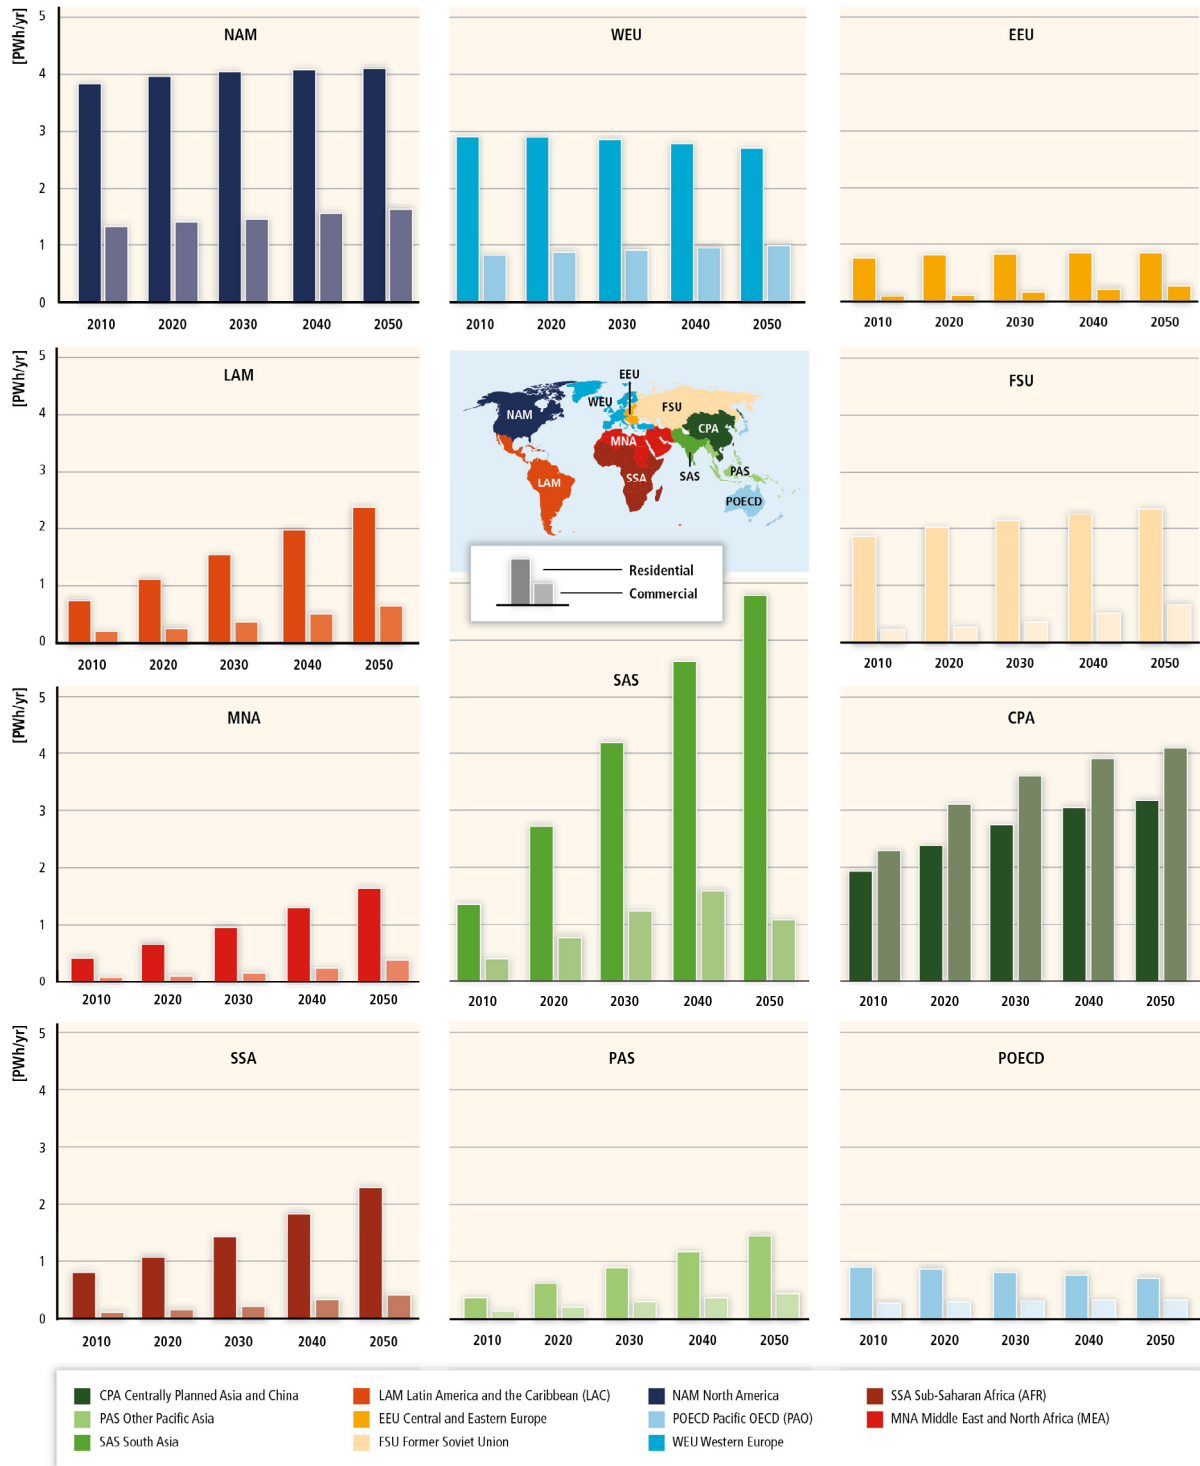 [PWh/yr]
NAM
WEU
EEU
5
4
3
2
1
0
2010 2020 2030 2040 2050
2010 2020 2030 2040 2050
2010 2020 2030 2040 2050
[PWh/yr]
LAM
5
4
3
2
1
0
2010 2020 2030 2040 2050
EEU
WEU
FSU
NAM
CPA
MNA
SAS
PAS
SSA
LAM
POECD
Residential
Commercial
FSU
2010 2020 2030 2040 2050
[PWh/yr]
MNA
5
4
3
2
1
0
2010 2020 2030 2040 2050
SAS
2010 2020 2030 2040 2050
CPA
2010 2020 2030 2040 2050
[PWh/yr]
SSA
5
4
3
2
1
0
2010 2020 2030 2040 2050
PAS
2010 2020 2030 2040 2050
POECD
2010 2020 2030 2040 2050
CPA Centrally Planned Asia and China
PAS Other Pacific Asia
SAS South Asia
LAM Latin America and the Caribbean (LAC)
EEU Central and Eastern Europe
FSU Former Soviet Union
NAM North America
POECD Pacific OECD (PAO)
WEU Western Europe
SSA Sub-Saharan Africa (AFR)
MNA Middle East and North Africa (MEA)